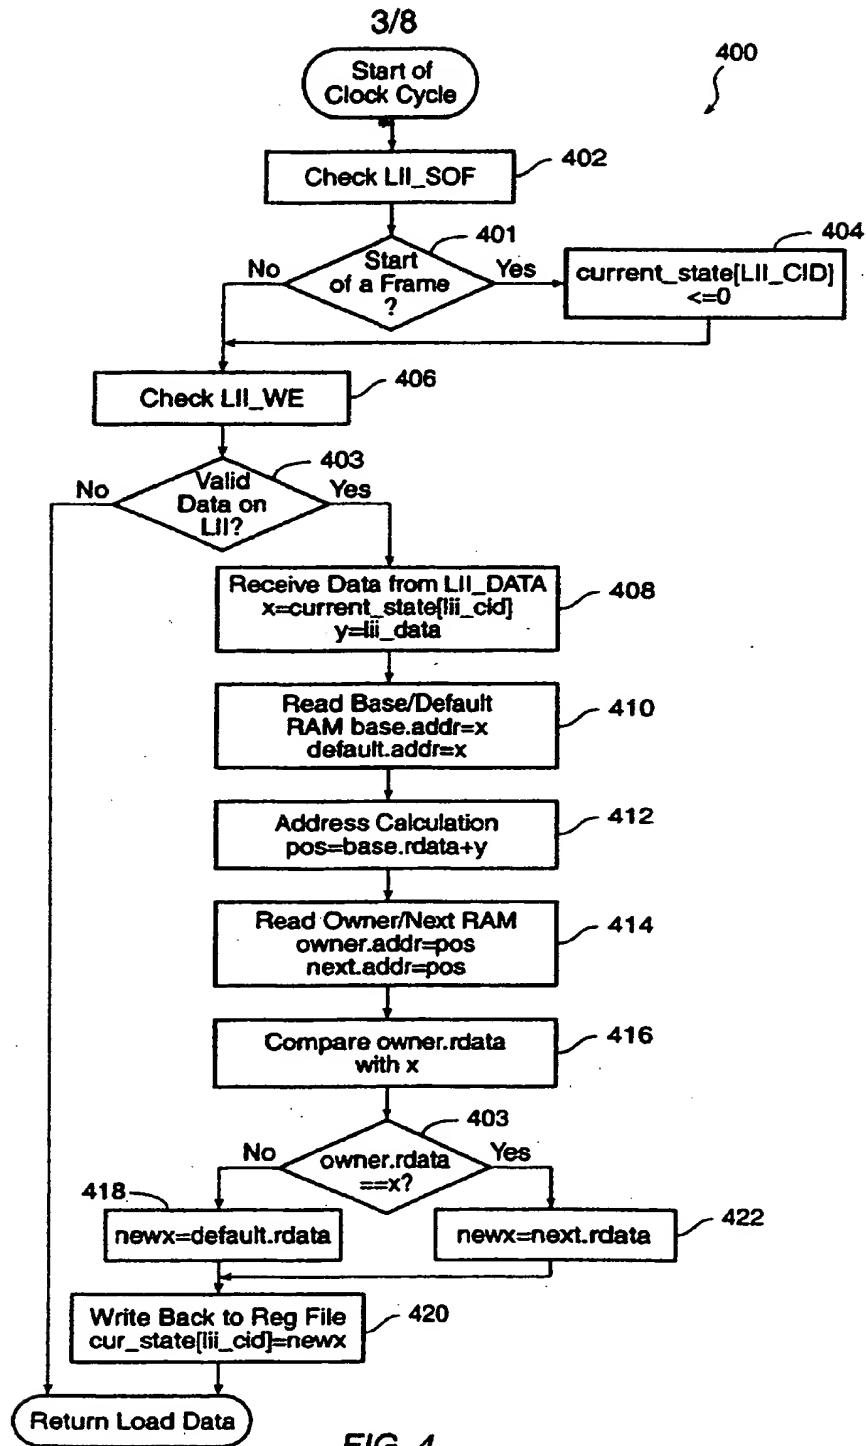 3/8
Start of
Clock Cycle
400
Check LII_SOF
402
401
Start
of a Frame
?
No
Yes
404
current_state[LII_CID]
<=0
Check LII_WE
406
403
Valid
Data on
LII?
No
Yes
Receive Data from LII_DATA
x=current_state[lii_cid]
y=lii_data
408
Read Base/Default
RAM base.addr=x
default.addr=x
410
Address Calculation
pos=base.rdata+y
412
Read Owner/Next RAM
owner.addr=pos
next.addr=pos
414
Compare owner.rdata
with x
416
403
owner.rdata
==x?
No
Yes
418
newx=default.rdata
newx=next.rdata
422
Write Back to Reg File
cur_state[lii_cid]=newx
420
Return Load Data
FIG. 4